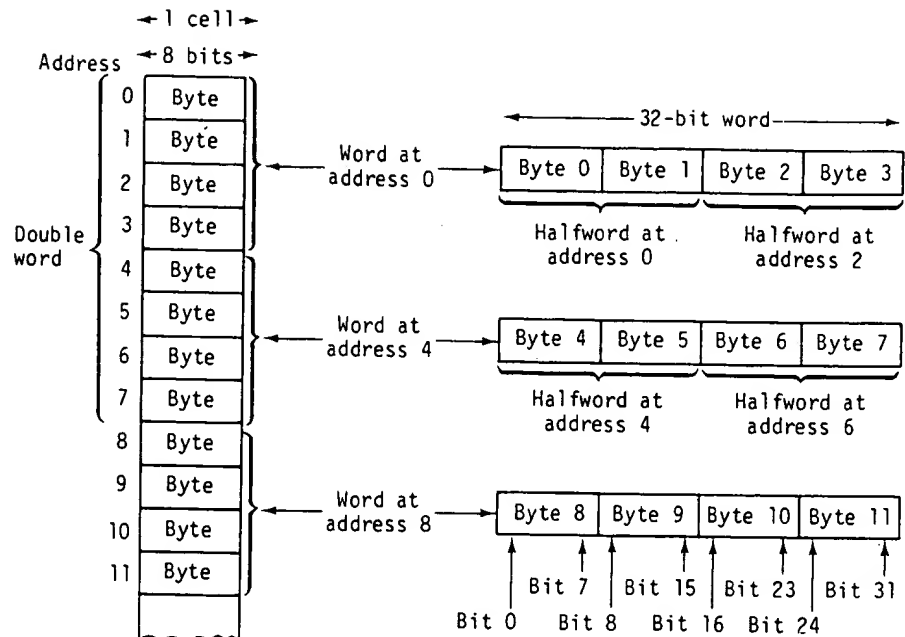 1 cell
8 bits
Address
0 Byte
1 Byte
2 Byte
3 Byte
4 Byte
5 Byte
6 Byte
7 Byte
8 Byte
9 Byte
10 Byte
11 Byte
Double
word
Word at
address 0
32-bit word
Byte 0 Byte 1 Byte 2 Byte 3
Halfword at
address 0
Halfword at
address 2
Word at
address 4
Byte 4 Byte 5 Byte 6 Byte 7
Halfword at
address 4
Halfword at
address 6
Word at
address 8
Byte 8 Byte 9 Byte 10 Byte 11
Bit 7 Bit 15 Bit 23 Bit 31
Bit 0 Bit 8 Bit 16 Bit 24